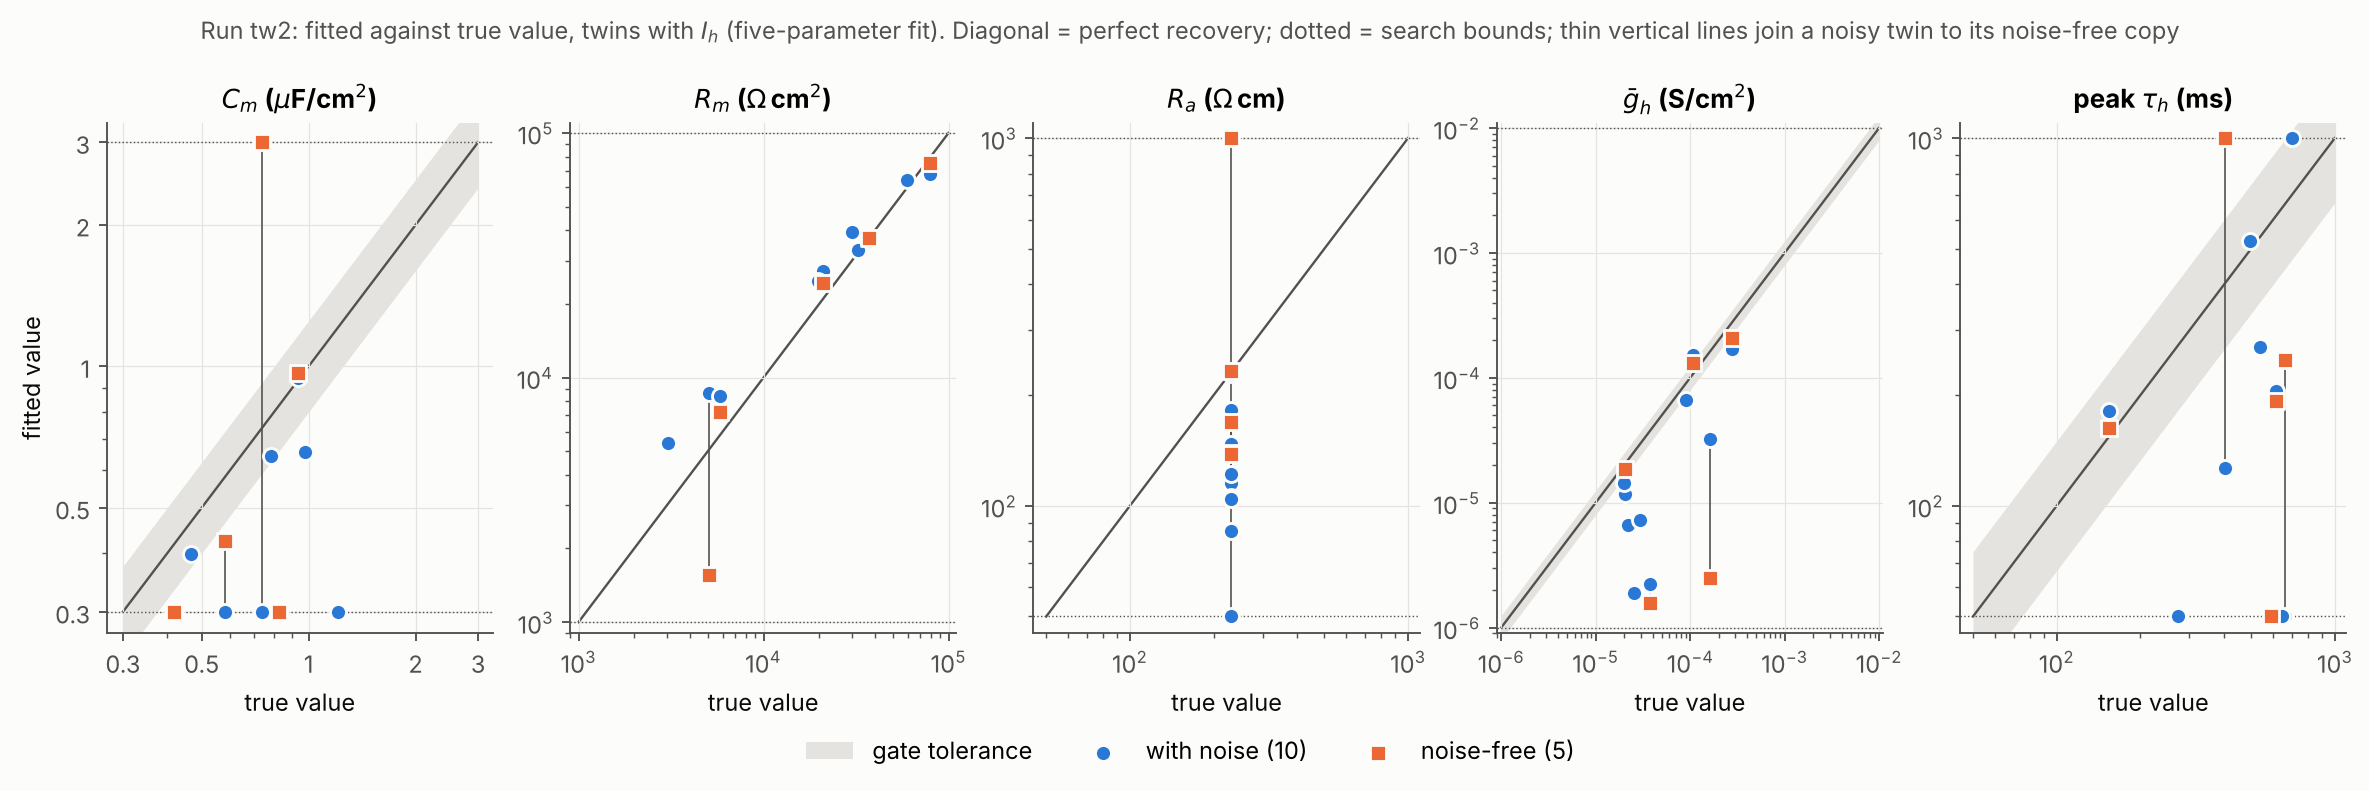 Run tw2: fitted against true value, twins with I_h (five-parameter fit). Diagonal = perfect recovery; dotted = search bounds; thin vertical lines join a noisy twin to its noise-free copy
C_m (μF/cm²)
R_m (Ω cm²)
R_a (Ω cm)
ḡ_h (S/cm²)
peak τ_h (ms)
fitted value
3
2
1
0.5
0.3
0.3
0.5
1
2
3
true value
10⁵
10⁴
10³
10³
10⁴
10⁵
true value
10³
10²
10²
10³
true value
10⁻²
10⁻³
10⁻⁴
10⁻⁵
10⁻⁶
10⁻⁶
10⁻⁵
10⁻⁴
10⁻³
10⁻²
true value
10³
10²
10²
10³
true value
gate tolerance
with noise (10)
noise-free (5)